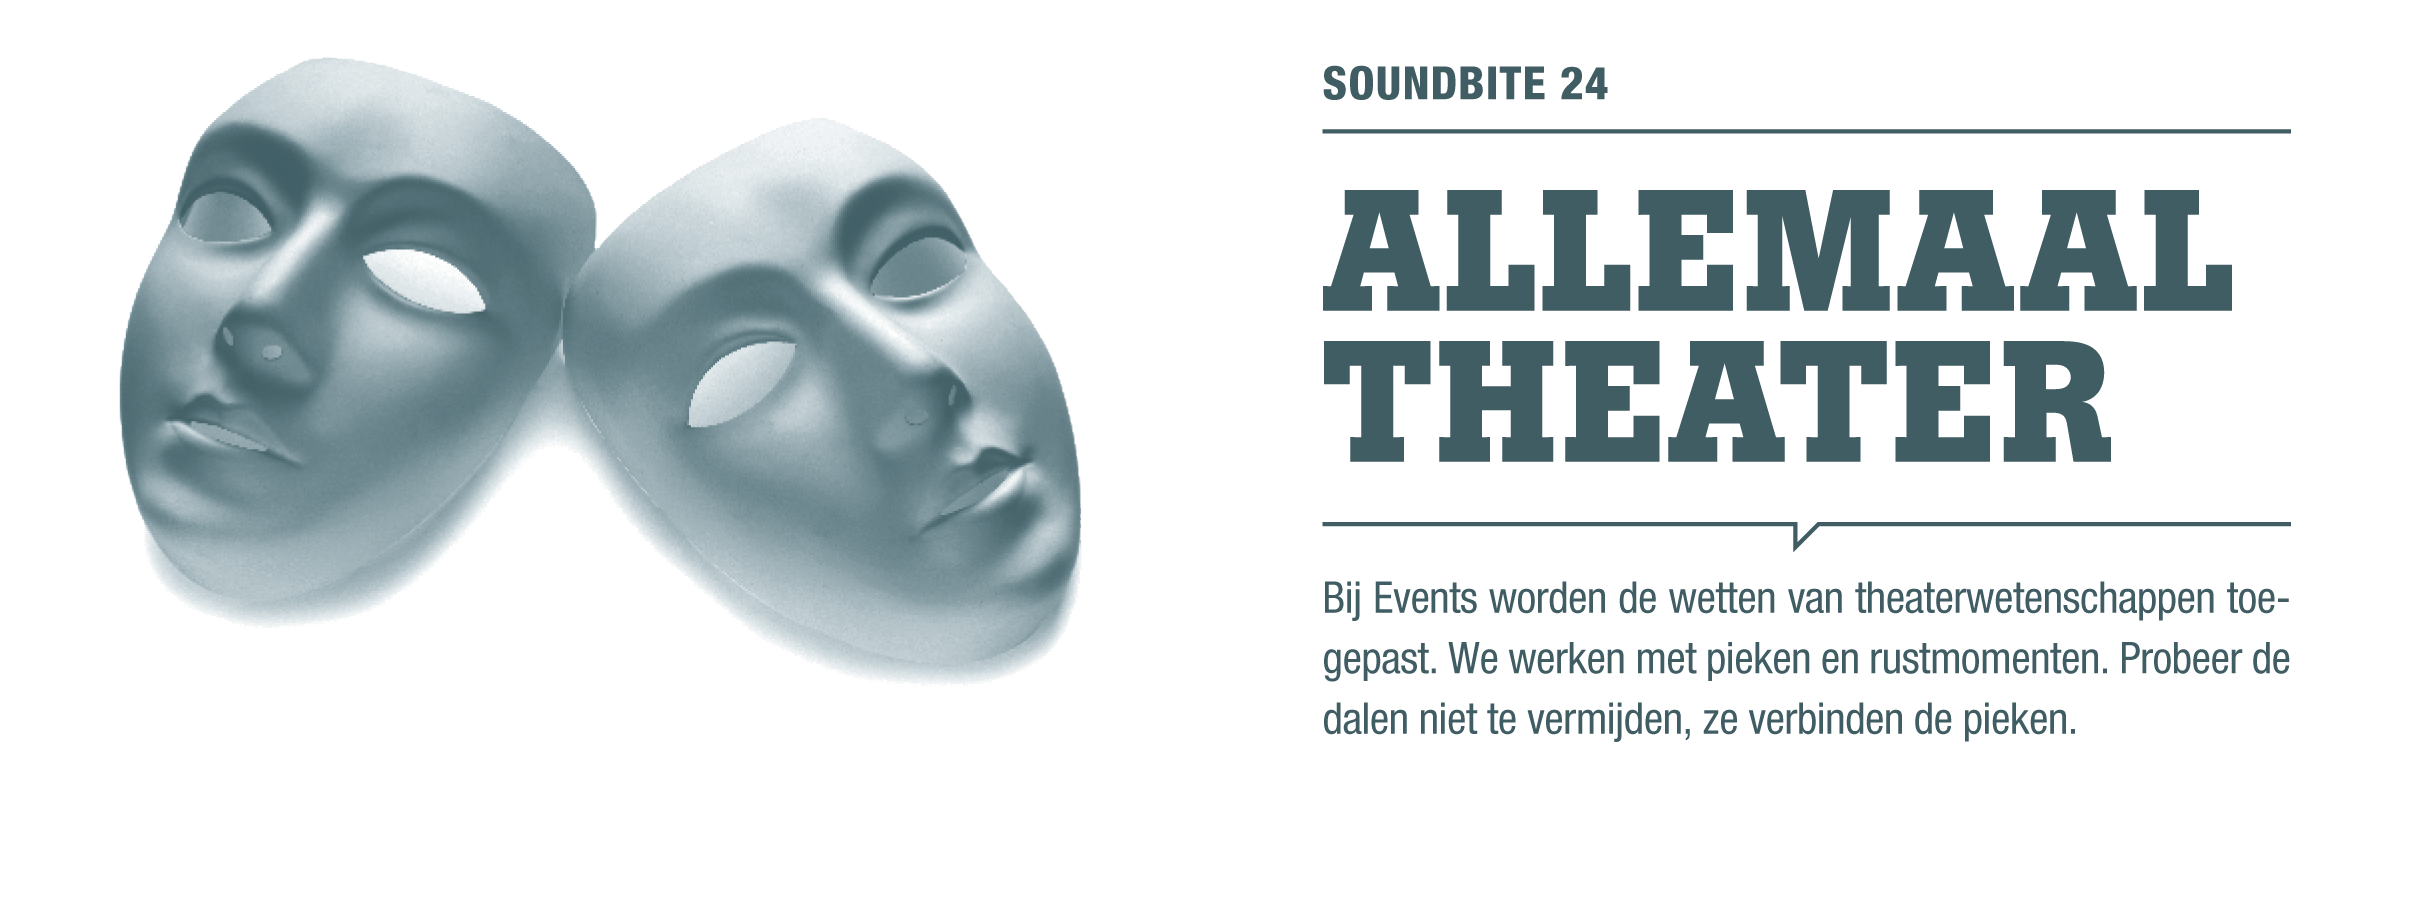 SOUNDBITE 24
ALLEMAAL
THEATER
Bij Events worden de wetten van theaterwetenschappen toe-
gepast. We werken met pieken en rustmomenten. Probeer de
dalen niet te vermijden, ze verbinden de pieken.